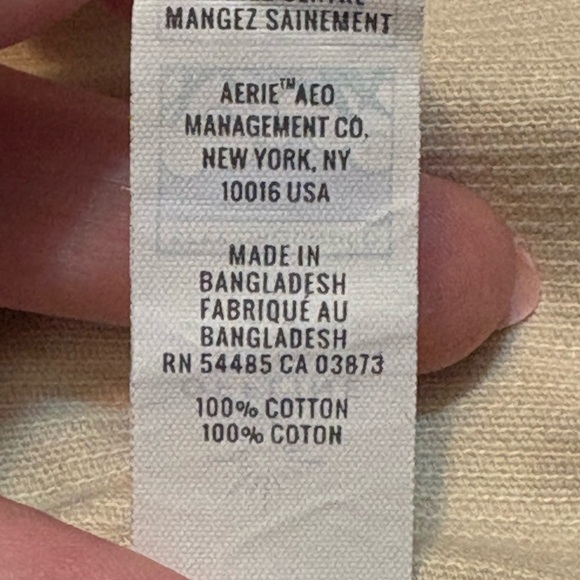 MANGEZ SAINEMENT
AERIE™AEO
MANAGEMENT CO.
NEW YORK, NY
10016 USA
MADE IN
BANGLADESH
FABRIQUÉ AU
BANGLADESH
RN 54485 CA 03873
100% COTTON
100% COTON